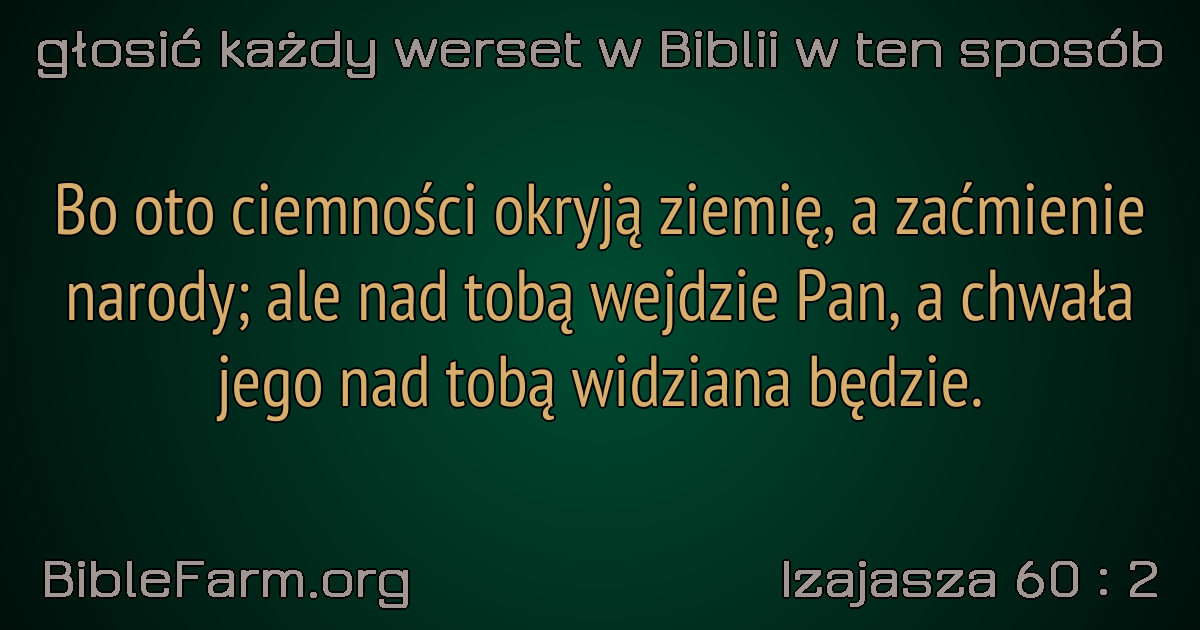 głosić każdy werset w Biblii w ten sposób
Bo oto ciemności okryją ziemię, a zaćmienie
narody; ale nad tobą wejdzie Pan, a chwała
jego nad tobą widziana będzie.
BibleFarm.org
Izajasza 60 : 2